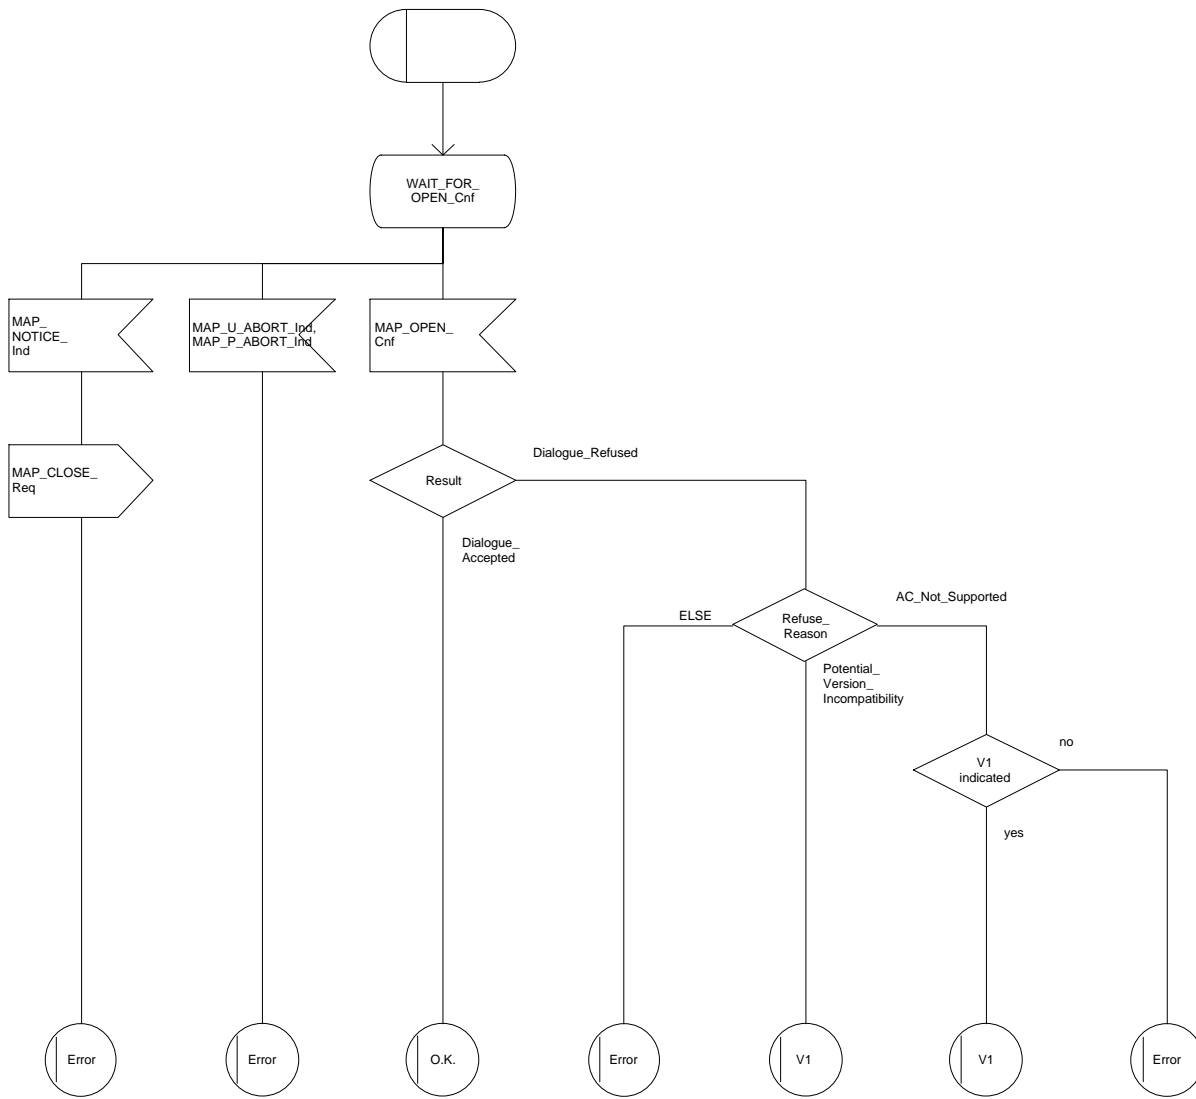 WAIT_FOR_
OPEN_Cnf
MAP_
NOTICE_
Ind
MAP_U_ABORT_Ind,
MAP_P_ABORT_Ind
MAP_OPEN_
Cnf
MAP_CLOSE_
Req
Result
Dialogue_Refused
Dialogue_
Accepted
ELSE
Refuse_
Reason
AC_Not_Supported
Potential_
Version_
Incompatibility
V1
indicated
no
yes
Error
Error
O.K.
Error
V1
V1
Error